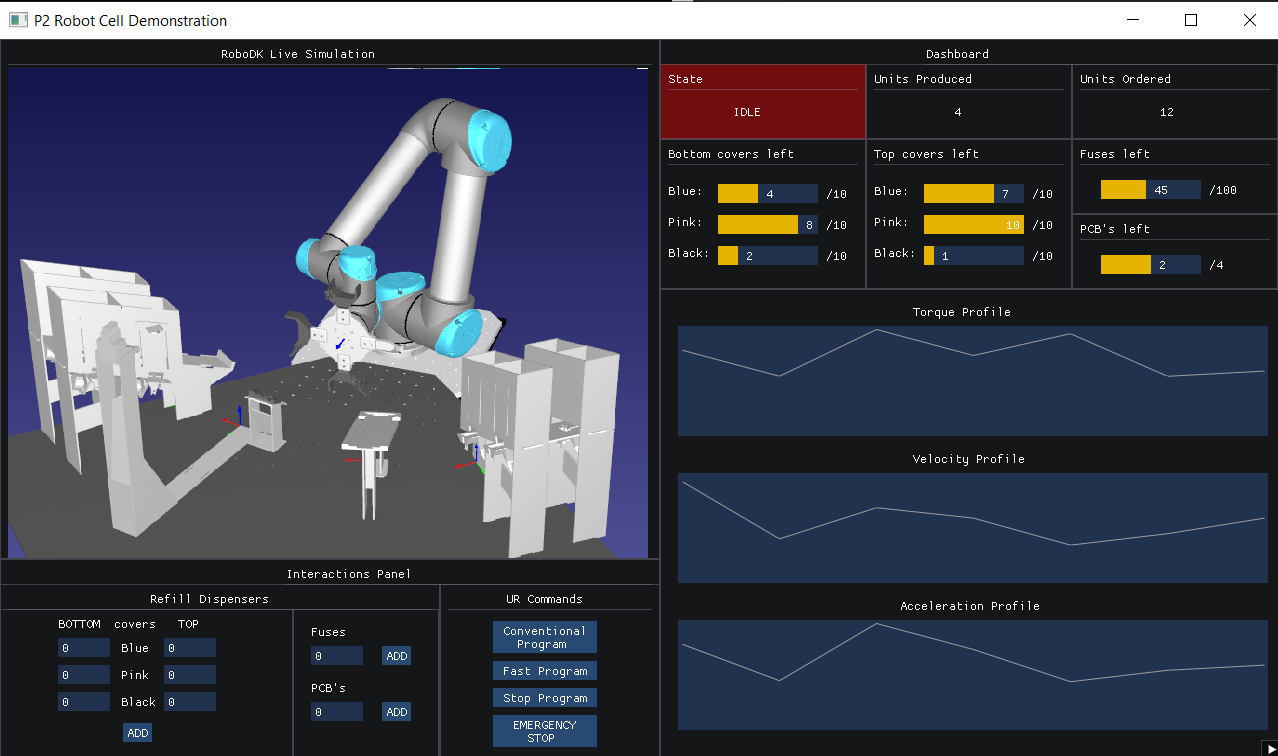 P2 Robot Cell Demonstration
RoboDK Live Simulation
Dashboard
State
IDLE
Units Produced
4
Units Ordered
12
Bottom covers left
Blue: 4 /10
Pink: 8 /10
Black: 2 /10
Top covers left
Blue: 7 /10
Pink: 10 /10
Black: 1 /10
Fuses left
45 /100
PCB's left
2 /4
Torque Profile
Velocity Profile
Acceleration Profile
Interactions Panel
Refill Dispensers
BOTTOM covers TOP
0 Blue 0
0 Pink 0
0 Black 0
ADD
Fuses
0 ADD
PCB's
0 ADD
UR Commands
Conventional
Program
Fast Program
Stop Program
EMERGENCY
STOP